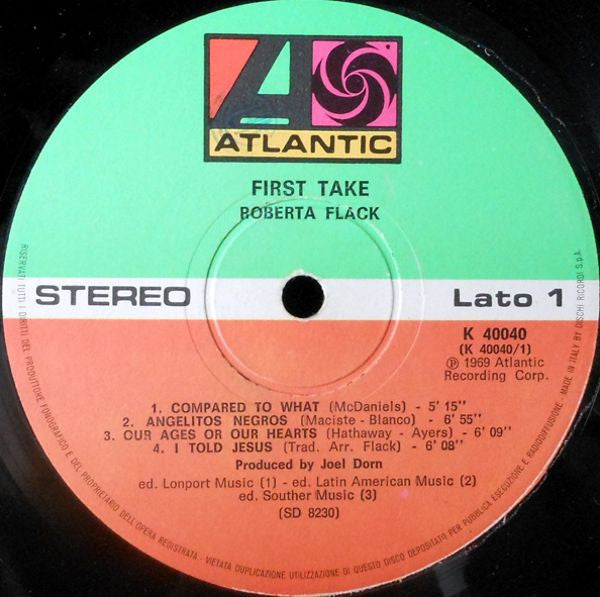 ATLANTIC
FIRST TAKE
ROBERTA FLACK
STEREO
Lato 1
K 40040
(K 40040/1)
℗ 1969 Atlantic
Recording Corp.
1. COMPARED TO WHAT (McDaniels) - 5' 15"
2. ANGELITOS NEGROS (Maciste - Blanco) - 6' 55"
3. OUR AGES OR OUR HEARTS (Hathaway - Ayers) - 6' 09"
4. I TOLD JESUS (Trad. Arr. Flack) - 6' 08"
Produced by Joel Dorn
ed. Lonport Music (1) - ed. Latin American Music (2)
ed. Souther Music (3)
(SD 8230)
RISERVATI TUTTI I DIRITTI DEL PRODUTTORE FONOGRAFICO E DEL PROPRIETARIO DELL'OPERA REGISTRATA - VIETATA DUPLICAZIONE UTILIZZAZIONE DI QUESTO DISCO DEPOSITATO PER PUBBLICA ESECUZIONE E RADIODIFFUSIONE - MADE IN ITALY BY DISCHI RICORDI S.p.A.